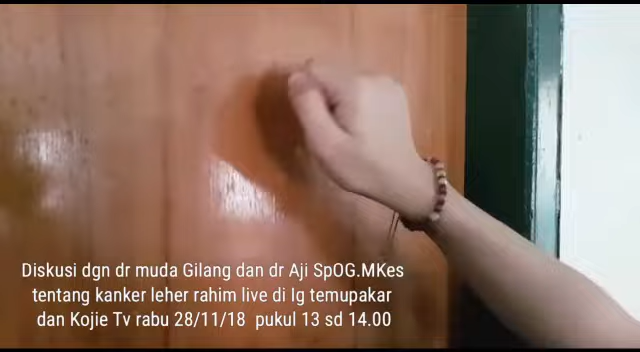 Diskusi dgn dr muda Gilang dan dr Aji SpOG.MKes
tentang kanker leher rahim live di Ig temupakar
dan Kojie Tv rabu 28/11/18 pukul 13 sd 14.00